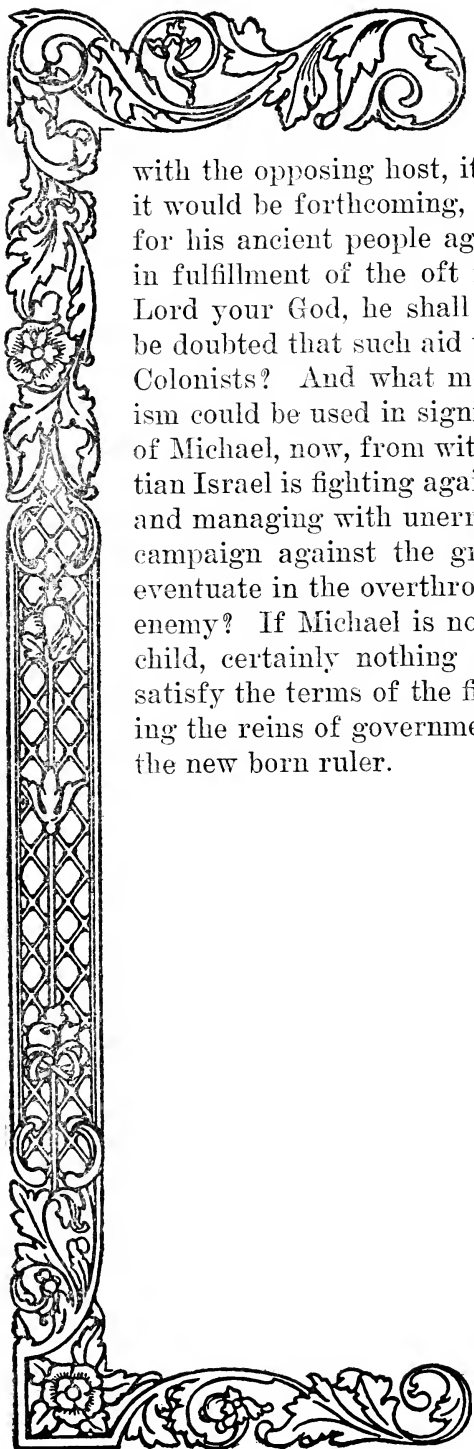 with the opposing host, it
it would be forthcoming,
for his ancient people ag
in fulfillment of the oft
Lord your God, he shall
be doubted that such aid
Colonists? And what m
ism could be used in sign
of Michael, now, from wit
tian Israel is fighting agai
and managing with unerr
campaign against the gr
eventuate in the overthro
enemy? If Michael is no
child, certainly nothing
satisfy the terms of the fi
ing the reins of governme
the new born ruler.